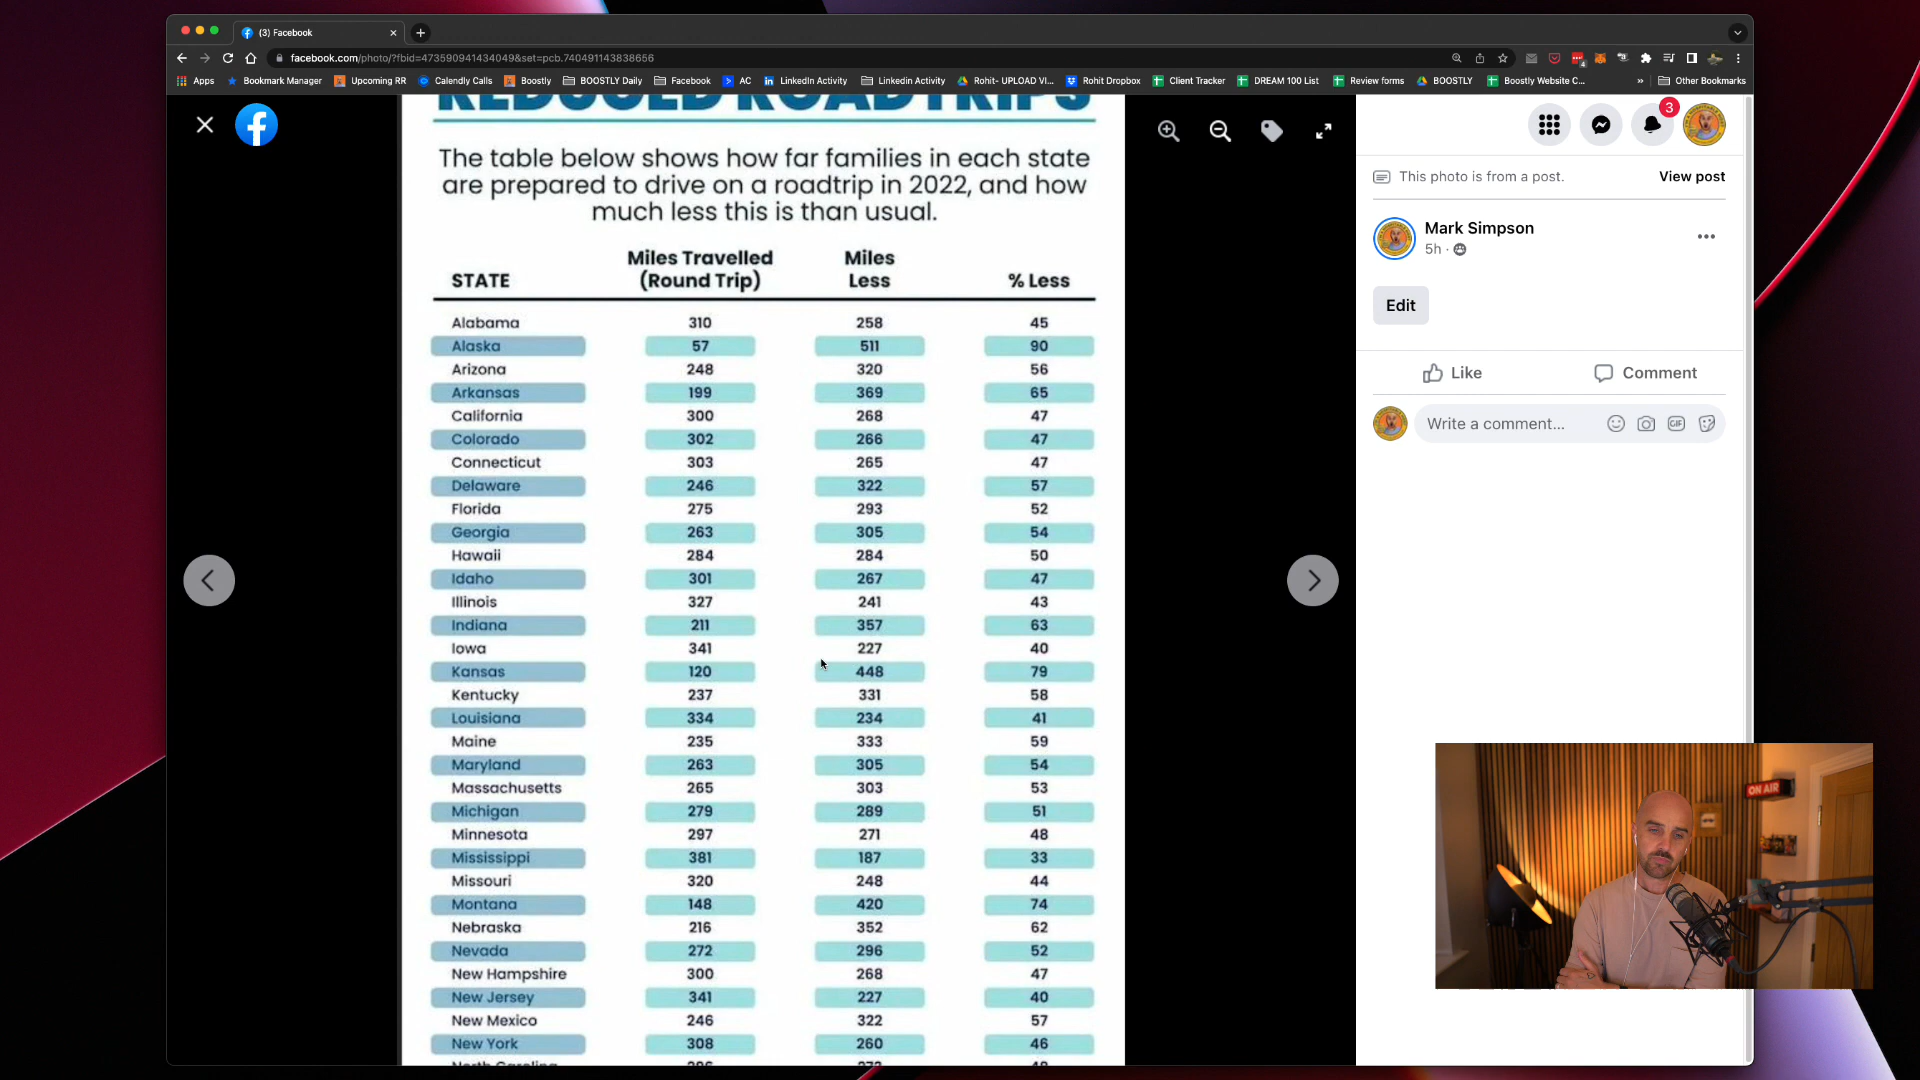 (3) Facebook
facebook.com/photo/?fbid=473590941434049&set=pcb.740491143838656
Apps Bookmark Manager Upcoming RR Calendly Calls Boostly BOOSTLY Daily Facebook AC LinkedIn Activity Linkedin Activity Rohit- UPLOAD VI... Rohit Dropbox Client Tracker DREAM 100 List Review forms BOOSTLY Boostly Website C... » Other Bookmarks
REDUCED ROADTRIPS
The table below shows how far families in each state
are prepared to drive on a roadtrip in 2022, and how
much less this is than usual.
STATE Miles Travelled (Round Trip) Miles Less % Less
Alabama 310 258 45
Alaska 57 511 90
Arizona 248 320 56
Arkansas 199 369 65
California 300 268 47
Colorado 302 266 47
Connecticut 303 265 47
Delaware 246 322 57
Florida 275 293 52
Georgia 263 305 54
Hawaii 284 284 50
Idaho 301 267 47
Illinois 327 241 43
Indiana 211 357 63
Iowa 341 227 40
Kansas 120 448 79
Kentucky 237 331 58
Louisiana 334 234 41
Maine 235 333 59
Maryland 263 305 54
Massachusetts 265 303 53
Michigan 279 289 51
Minnesota 297 271 48
Mississippi 381 187 33
Missouri 320 248 44
Montana 148 420 74
Nebraska 216 352 62
Nevada 272 296 52
New Hampshire 300 268 47
New Jersey 341 227 40
New Mexico 246 322 57
New York 308 260 46
North Carolina
3
This photo is from a post. View post
Mark Simpson
5h ·
Edit
Like Comment
Write a comment... GIF
ON AIR